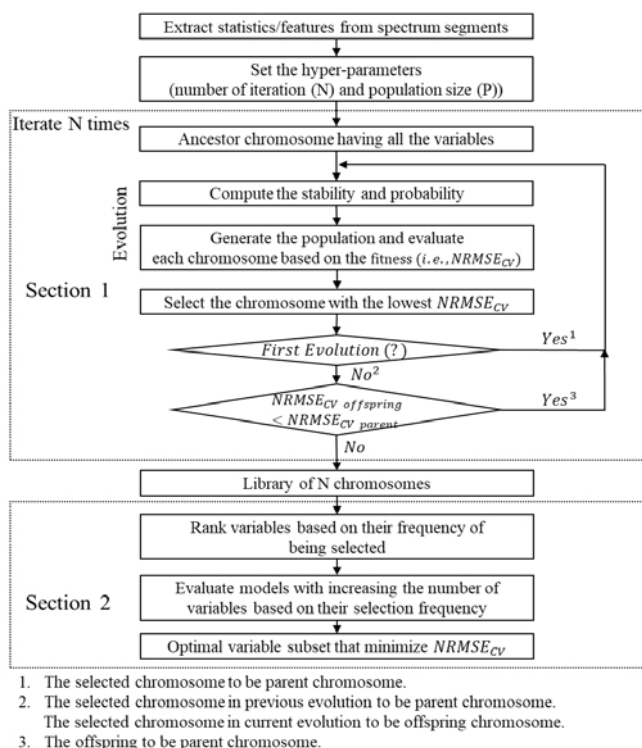 Extract statistics/features from spectrum segments
Set the hyper-parameters
(number of iteration (N) and population size (P))
Iterate N times
Ancestor chromosome having all the variables
Evolution
Compute the stability and probability
Generate the population and evaluate
each chromosome based on the fitness (i.e., NRMSE_CV)
Section 1
Select the chromosome with the lowest NRMSE_CV
First Evolution (?)
Yes¹
No²
NRMSE_CV offspring
< NRMSE_CV parent
Yes³
No
Library of N chromosomes
Rank variables based on their frequency of
being selected
Section 2
Evaluate models with increasing the number of
variables based on their selection frequency
Optimal variable subset that minimize NRMSE_CV
1. The selected chromosome to be parent chromosome.
2. The selected chromosome in previous evolution to be parent chromosome.
The selected chromosome in current evolution to be offspring chromosome.
3. The offspring to be parent chromosome.